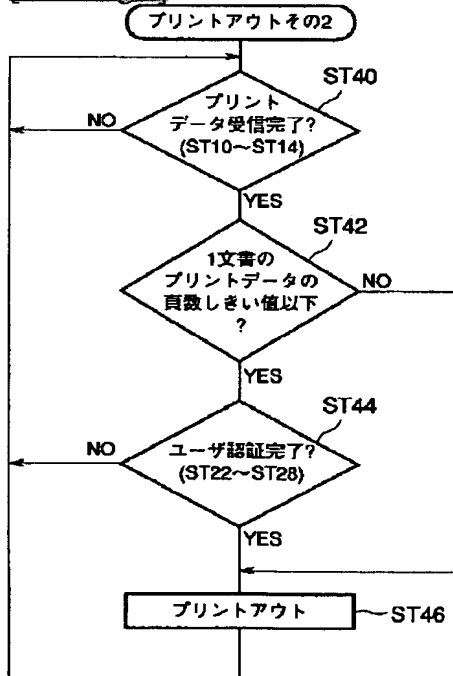 プリントアウトその2
ST40
プリント
データ受信完了?
(ST10〜ST14)
NO
YES
ST42
1文書の
プリントデータの
頁数しきい値以下
?
NO
YES
ST44
ユーザ認証完了?
(ST22〜ST28)
NO
YES
プリントアウト
ST46